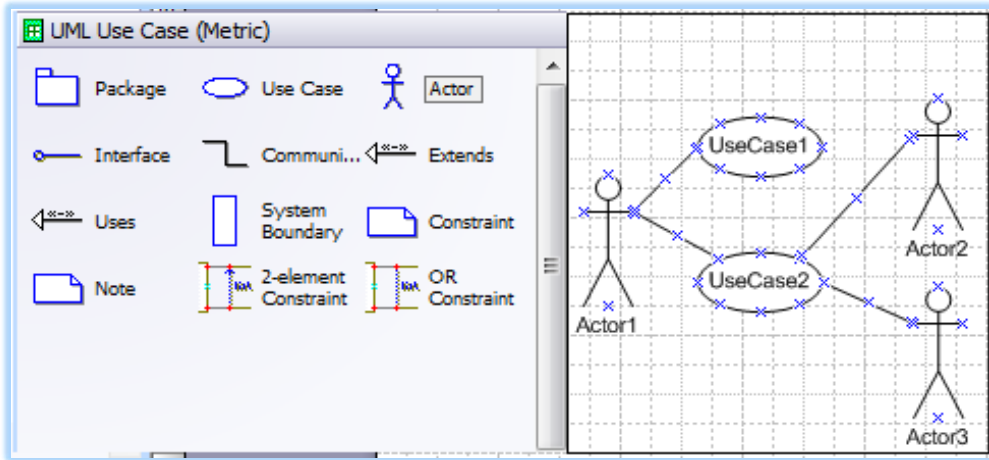 UML Use Case (Metric)
Package
Use Case
Actor
Interface
Communi...
Extends
Uses
System
Boundary
Constraint
Note
2-element
Constraint
OR
Constraint
UseCase1
UseCase2
Actor1
Actor2
Actor3